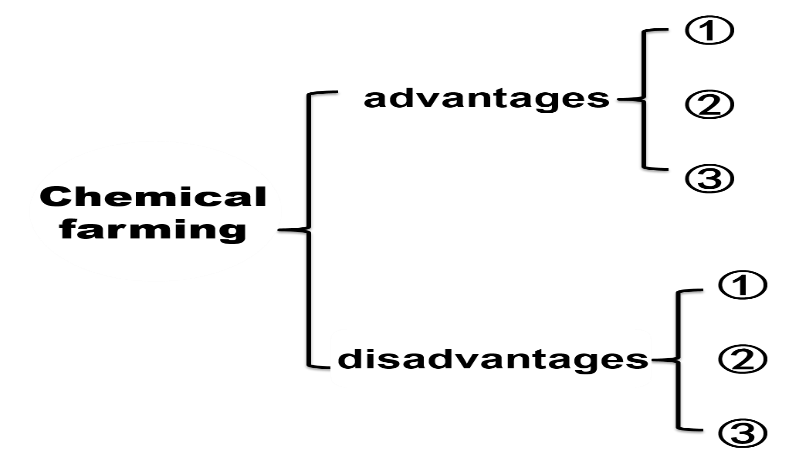 Chemical
farming
advantages
①
②
③
disadvantages
①
②
③